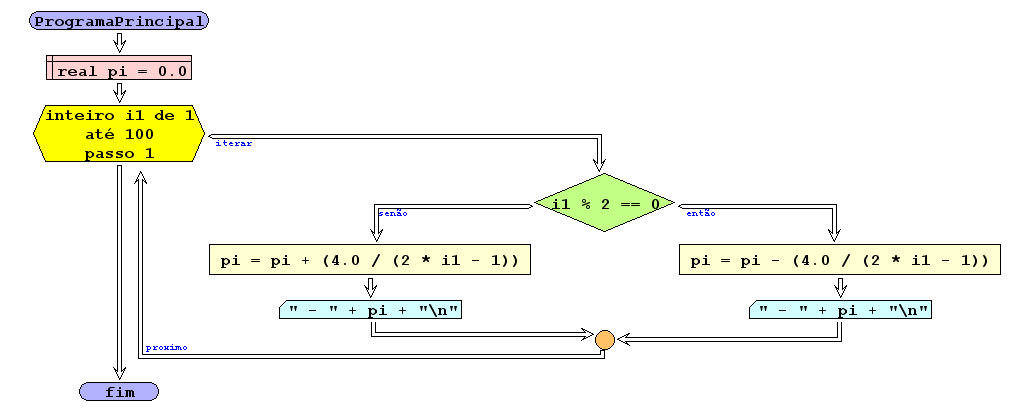 ProgramaPrincipal
real pi = 0.0
inteiro i1 de 1
até 100
passo 1
iterar
i1 % 2 == 0
senão
então
pi = pi + (4.0 / (2 * i1 - 1))
pi = pi - (4.0 / (2 * i1 - 1))
" - " + pi + "\n"
" - " + pi + "\n"
proximo
fim